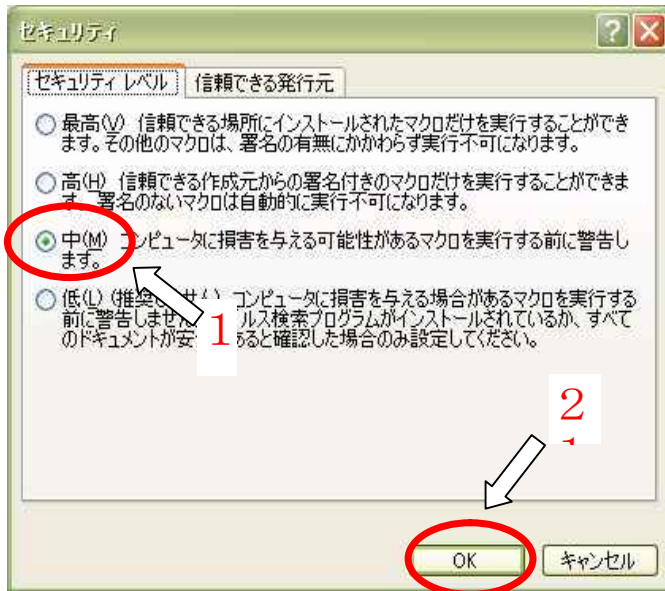 セキュリティ
セキュリティ レベル 信頼できる発行元
最高(V) 信頼できる場所にインストールされたマクロだけを実行することができ
ます。その他のマクロは、署名の有無にかかわらず実行不可になります。
高(H) 信頼できる作成元からの署名付きのマクロだけを実行することができま
す。署名のないマクロは自動的に実行不可になります。
中(M) コンピュータに損害を与える可能性があるマクロを実行する前に警告し
ます。
低(L) コンピュータに損害を与える場合があるマクロを実行する
前に警告しません ルス検索プログラムがインストールされているか、すべて
のドキュメントが安 あると確認した場合のみ設定してください。
1
2
OK キャンセル